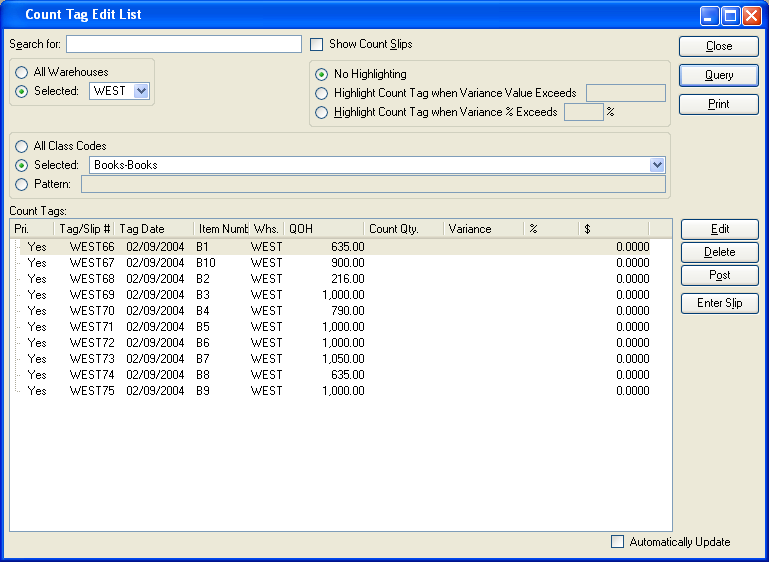 Count Tag Edit List
Search for:
Show Count Slips
Close
All Warehouses
Selected: WEST
No Highlighting
Highlight Count Tag when Variance Value Exceeds
Highlight Count Tag when Variance % Exceeds %
Query
Print
All Class Codes
Selected: Books-Books
Pattern:
Count Tags:
Pri. Tag/Slip # Tag Date Item Numb Whs. QOH Count Qty. Variance % $
Yes WEST66 02/09/2004 B1 WEST 635.00 0.0000
Yes WEST67 02/09/2004 B10 WEST 900.00 0.0000
Yes WEST68 02/09/2004 B2 WEST 216.00 0.0000
Yes WEST69 02/09/2004 B3 WEST 1,000.00 0.0000
Yes WEST70 02/09/2004 B4 WEST 790.00 0.0000
Yes WEST71 02/09/2004 B5 WEST 1,000.00 0.0000
Yes WEST72 02/09/2004 B6 WEST 1,000.00 0.0000
Yes WEST73 02/09/2004 B7 WEST 1,050.00 0.0000
Yes WEST74 02/09/2004 B8 WEST 635.00 0.0000
Yes WEST75 02/09/2004 B9 WEST 1,000.00 0.0000
Edit
Delete
Post
Enter Slip
Automatically Update